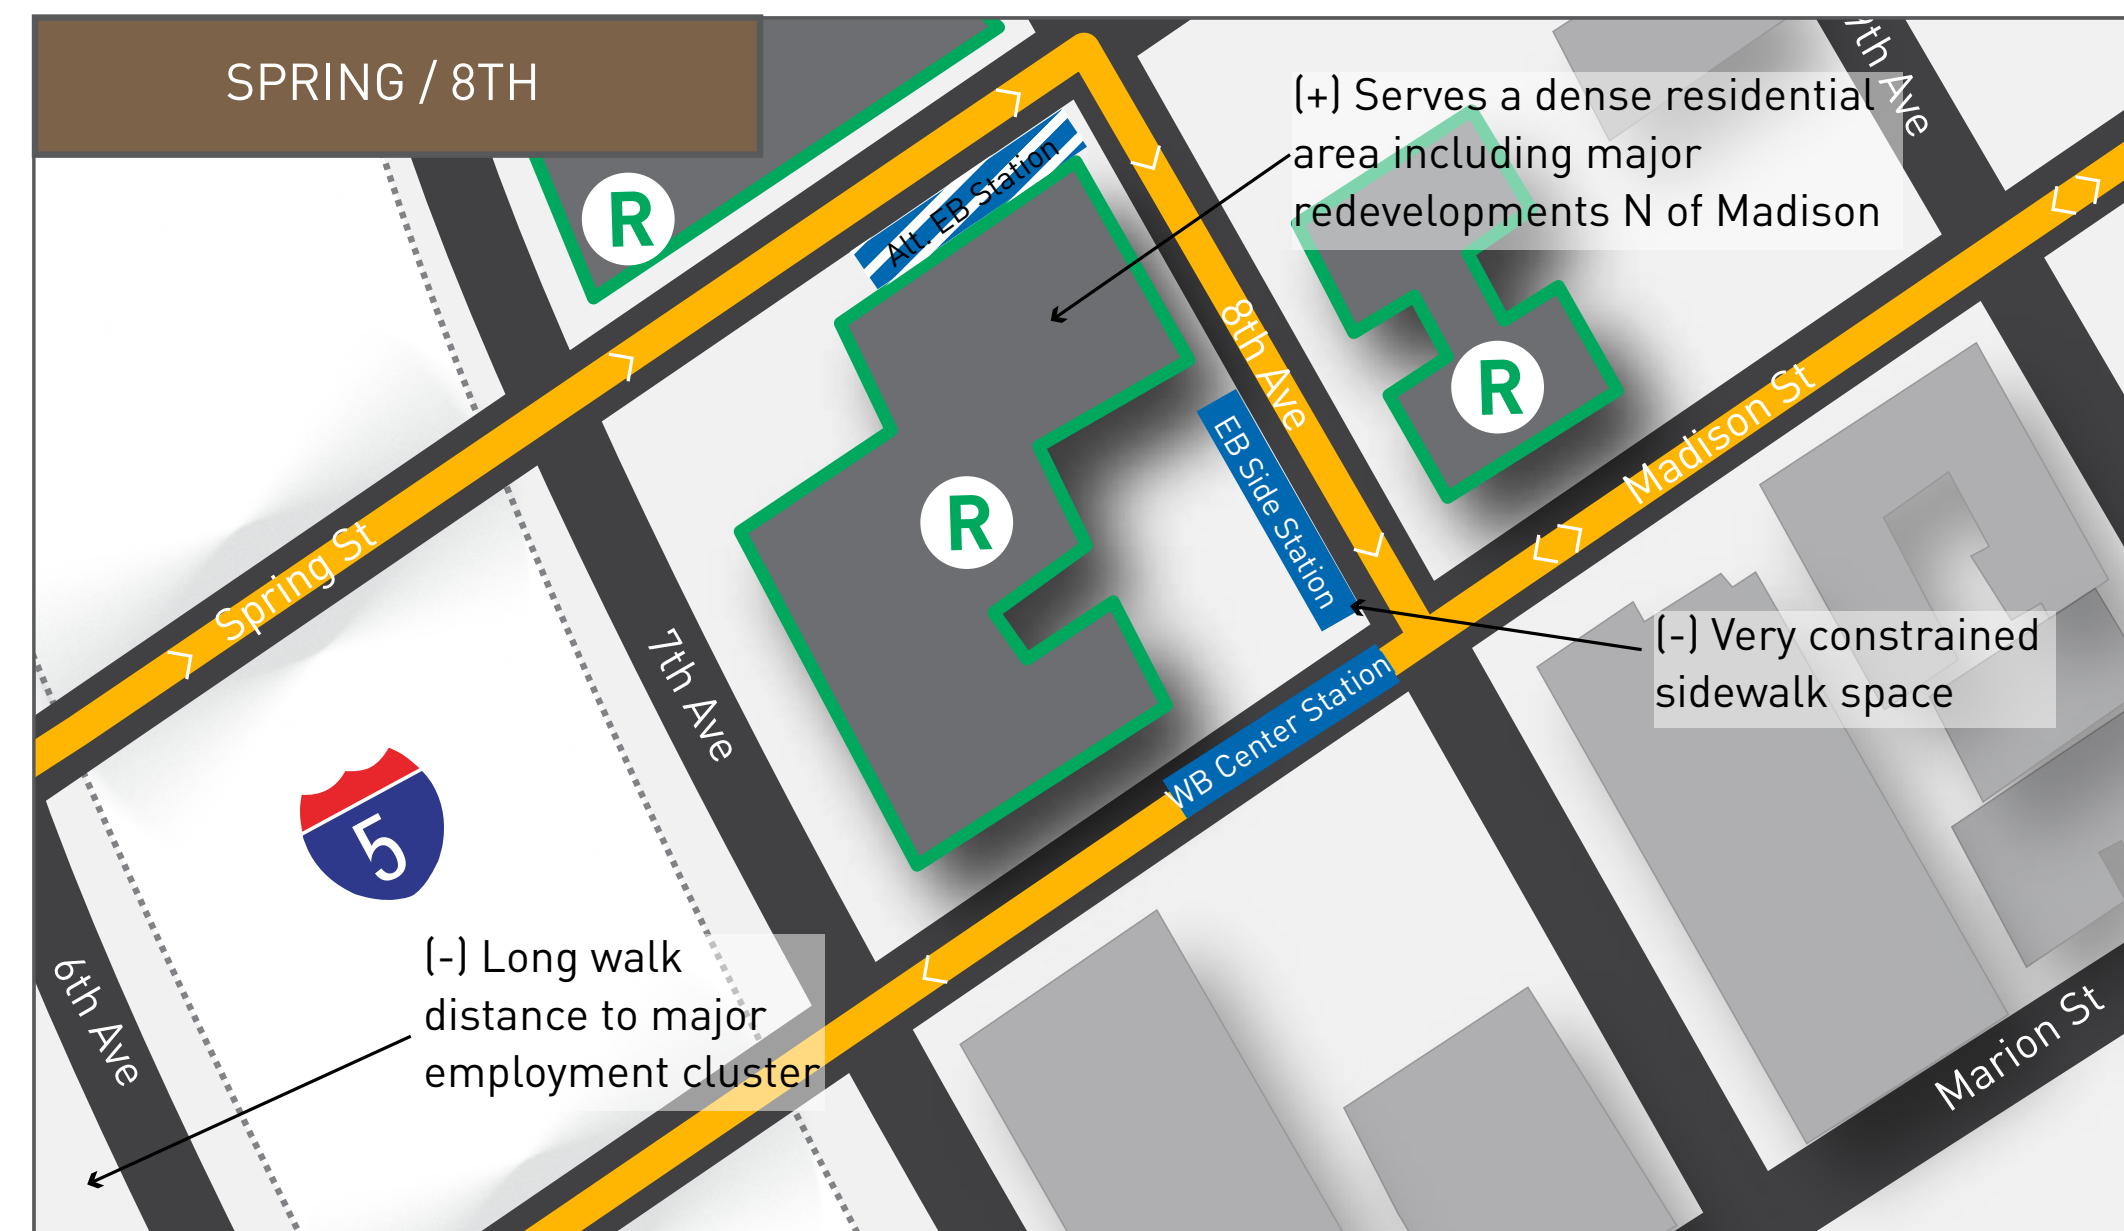 SPRING / 8TH
9th Ave
(+) Serves a dense residential
area including major
redevelopments N of Madison
Alt. EB Station
R
8th Ave
R
Madison St
EB Side Station
R
Spring St
7th Ave
(-) Very constrained
sidewalk space
WB Center Station
5
(-) Long walk
distance to major
employment cluster
6th Ave
Marion St